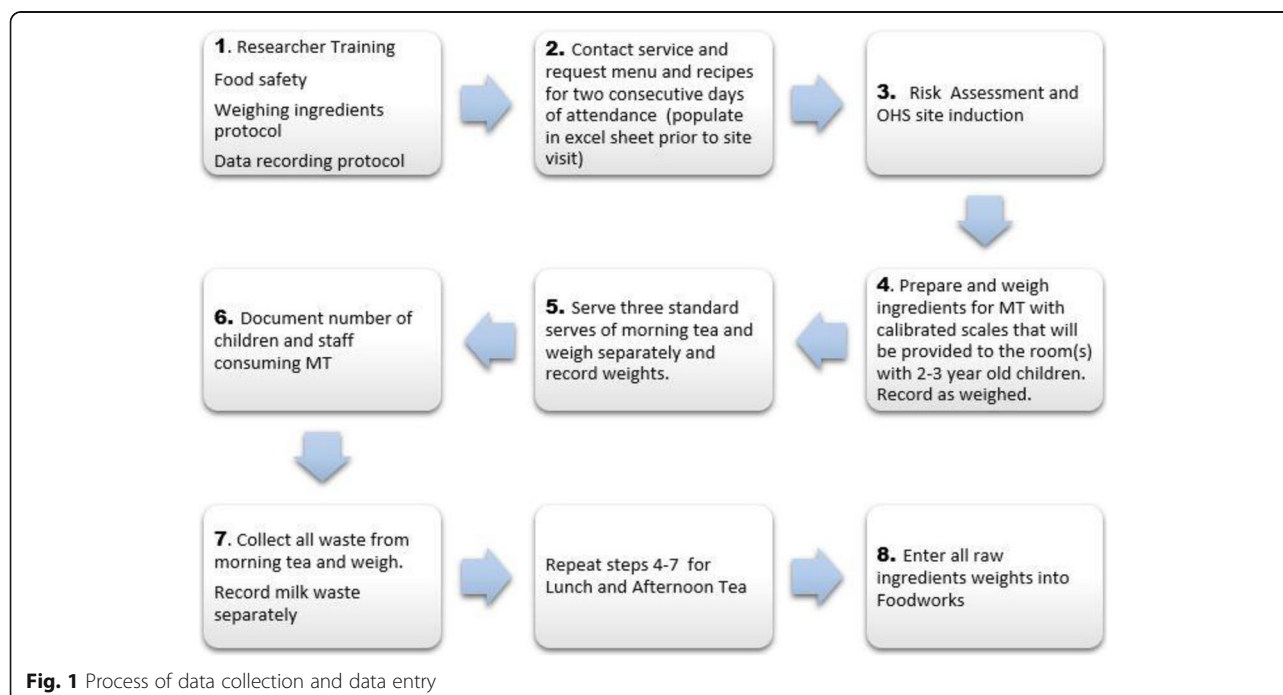 1. Researcher Training
Food safety
Weighing ingredients
protocol
Data recording protocol
2. Contact service and
request menu and recipes
for two consecutive days
of attendance (populate
in excel sheet prior to site
visit)
3. Risk Assessment and
OHS site induction
4. Prepare and weigh
ingredients for MT with
calibrated scales that will
be provided to the room(s)
with 2-3 year old children.
Record as weighed.
5. Serve three standard
serves of morning tea and
weigh separately and
record weights.
6. Document number of
children and staff
consuming MT
7. Collect all waste from
morning tea and weigh.
Record milk waste
separately
Repeat steps 4-7 for
Lunch and Afternoon Tea
8. Enter all raw
ingredients weights into
Foodworks
Fig. 1 Process of data collection and data entry